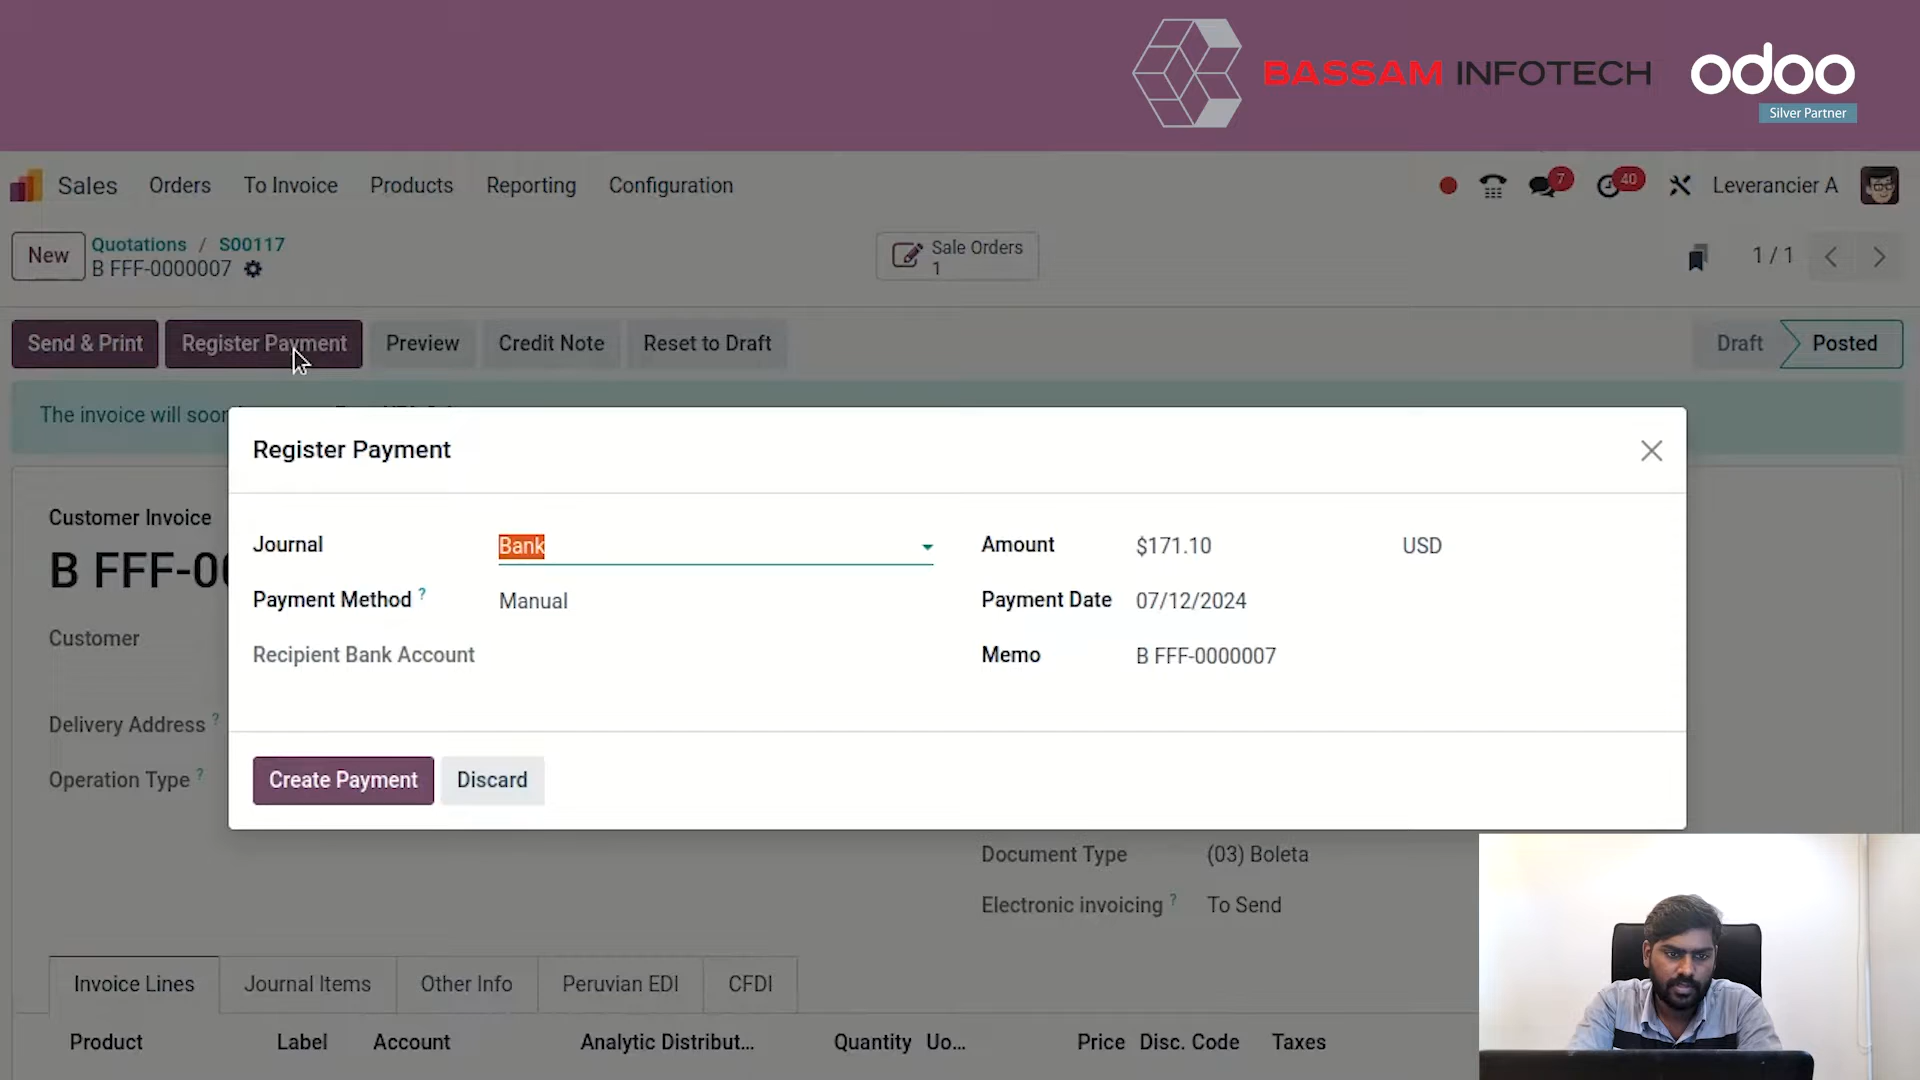 BASSAM INFOTECH
odoo
Silver Partner
Sales Orders To Invoice Products Reporting Configuration
7
40
Leverancier A
New
Quotations / S00117
B FFF-0000007
Sale Orders
1
1 / 1
Send & Print Register Payment Preview Credit Note Reset to Draft
Draft Posted
The invoice will soon
Register Payment
Journal Bank
Amount $171.10 USD
Payment Method ? Manual
Payment Date 07/12/2024
Recipient Bank Account
Memo B FFF-0000007
Create Payment Discard
Customer Invoice
B FFF-00
Customer
Delivery Address ?
Operation Type ?
Document Type (03) Boleta
Electronic invoicing ? To Send
Invoice Lines Journal Items Other Info Peruvian EDI CFDI
Product Label Account Analytic Distribut... Quantity Uo... Price Disc. Code Taxes